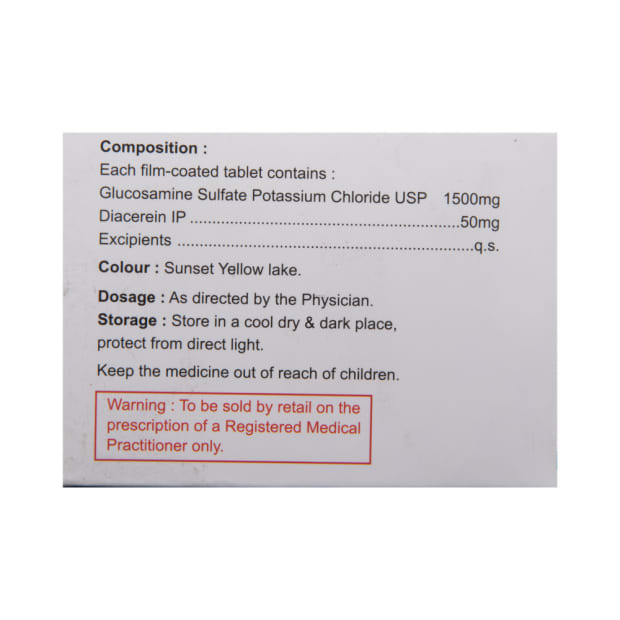 Composition :
Each film-coated tablet contains :
Glucosamine Sulfate Potassium Chloride USP 1500mg
Diacerein IP ............................................................50mg
Excipients ................................................................q.s.
Colour : Sunset Yellow lake.
Dosage : As directed by the Physician.
Storage : Store in a cool dry & dark place,
protect from direct light.
Keep the medicine out of reach of children.
Warning : To be sold by retail on the
prescription of a Registered Medical
Practitioner only.